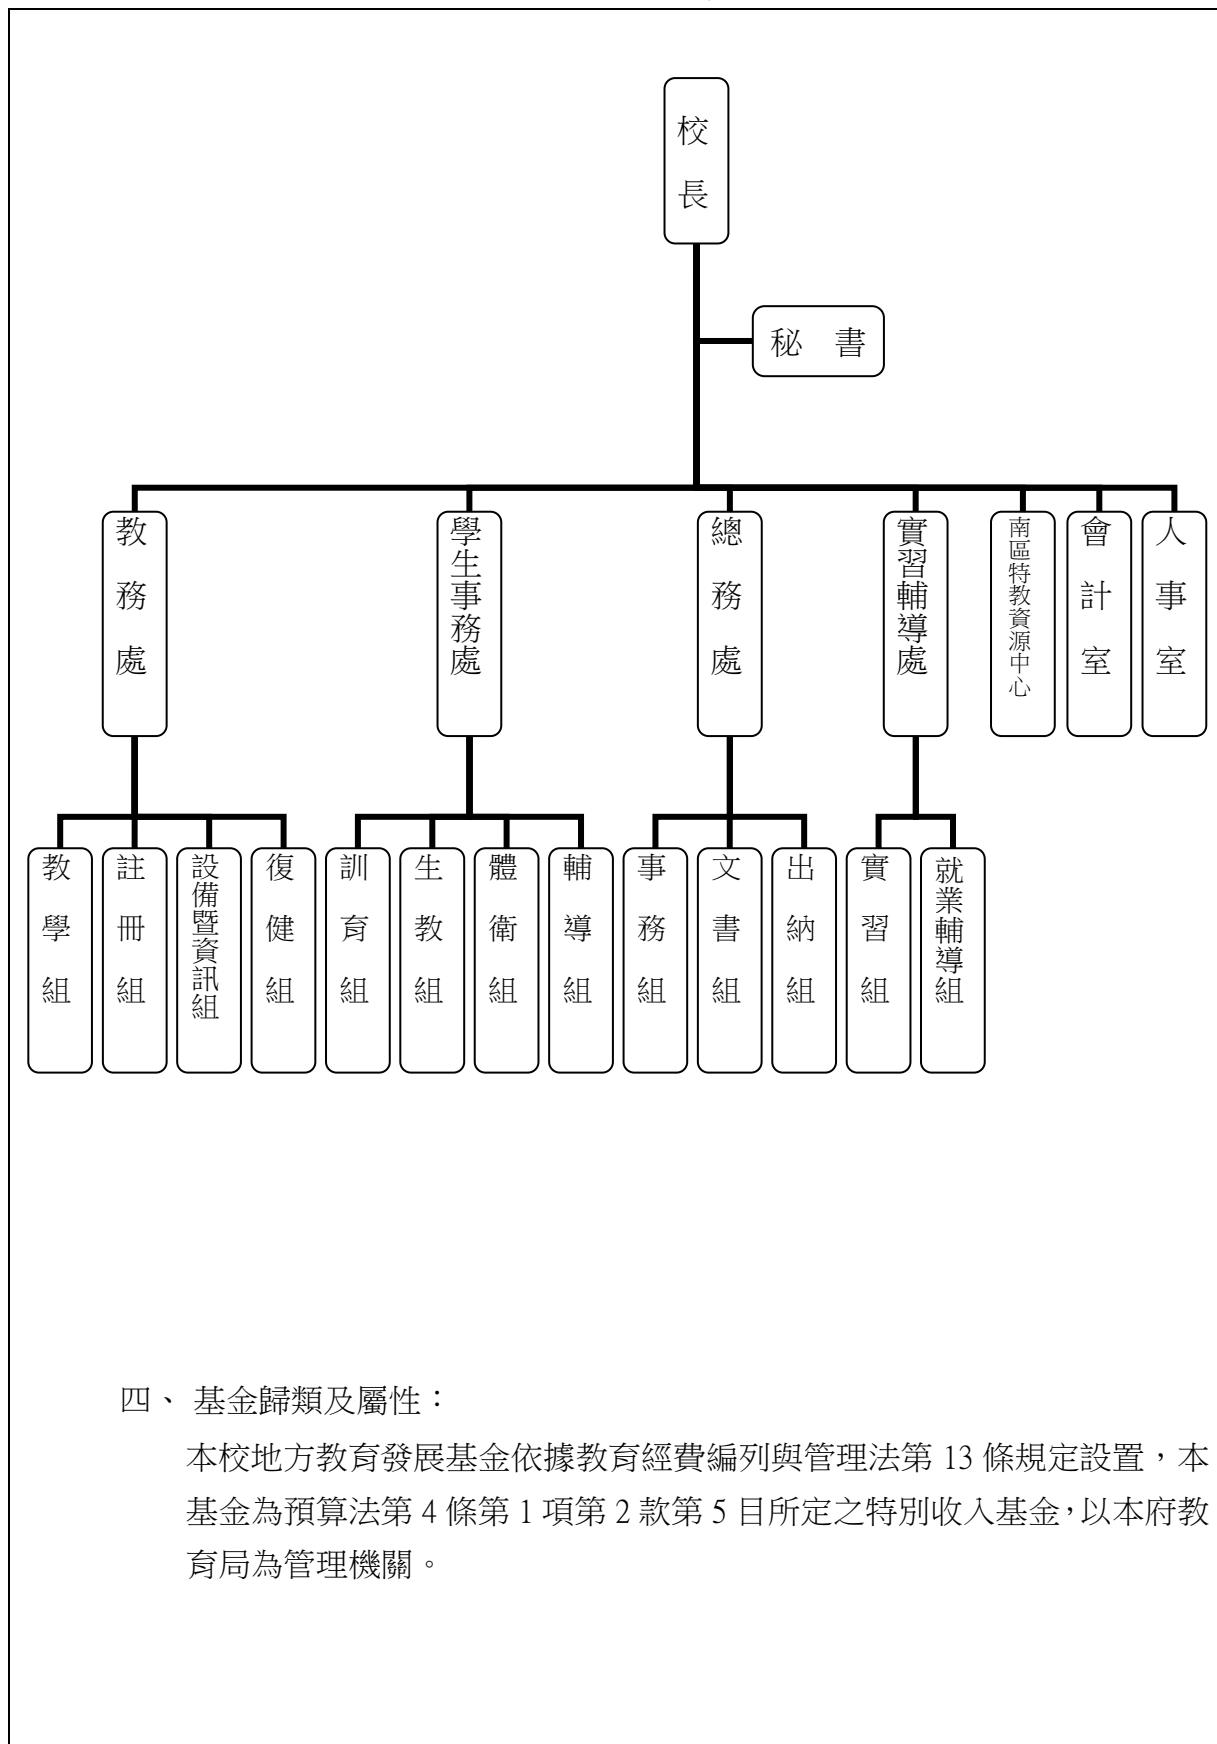 校長
秘 書
教務處
學生事務處
總務處
實習輔導處
南區特教資源中心
會計室
人事室
教學組
註冊組
設備暨資訊組
復健組
訓育組
生教組
體衛組
輔導組
事務組
文書組
出納組
實習組
就業輔導組
四、 基金歸類及屬性：
本校地方教育發展基金依據教育經費編列與管理法第 13 條規定設置，本
基金為預算法第 4 條第 1 項第 2 款第 5 目所定之特別收入基金，以本府教
育局為管理機關。